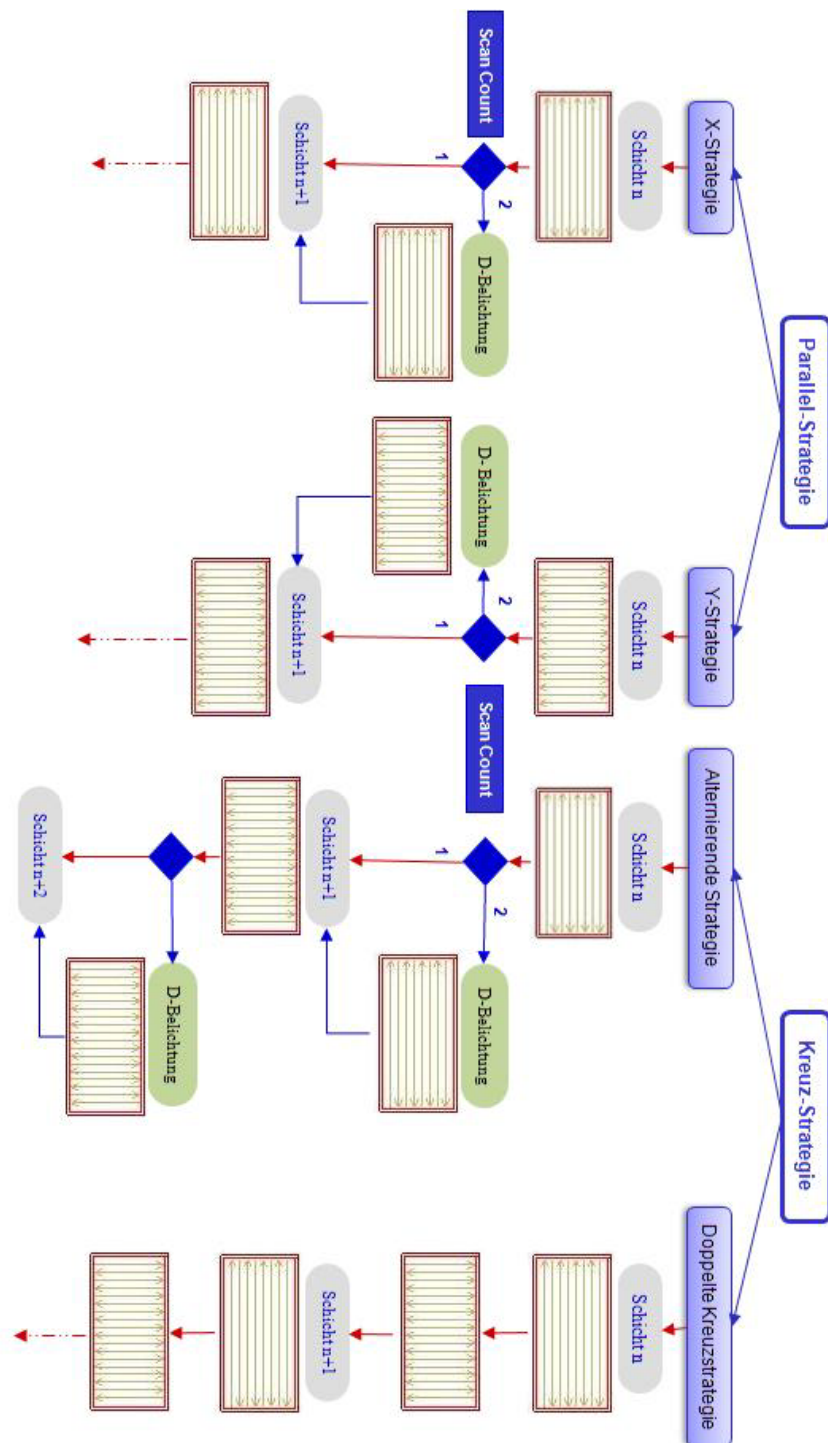 Parallel-Strategie
Kreuz-Strategie
X-Strategie
Y-Strategie
Alternierende Strategie
Doppelte Kreuzstrategie
Schicht n
Schicht n
Schicht n
Schicht n
Scan Count
2
D-Belichtung
D- Belichtung
2
Scan Count
2
D-Belichtung
1
1
1
Schicht n+1
Schicht n+1
Schicht n+1
Schicht n+1
D-Belichtung
Schicht n+2